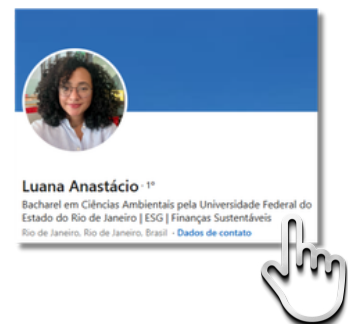 Luana Anastácio · 1º
Bacharel em Ciências Ambientais pela Universidade Federal do
Estado do Rio de Janeiro | ESG | Finanças Sustentáveis
Rio de Janeiro, Rio de Janeiro, Brasil · Dados de contato